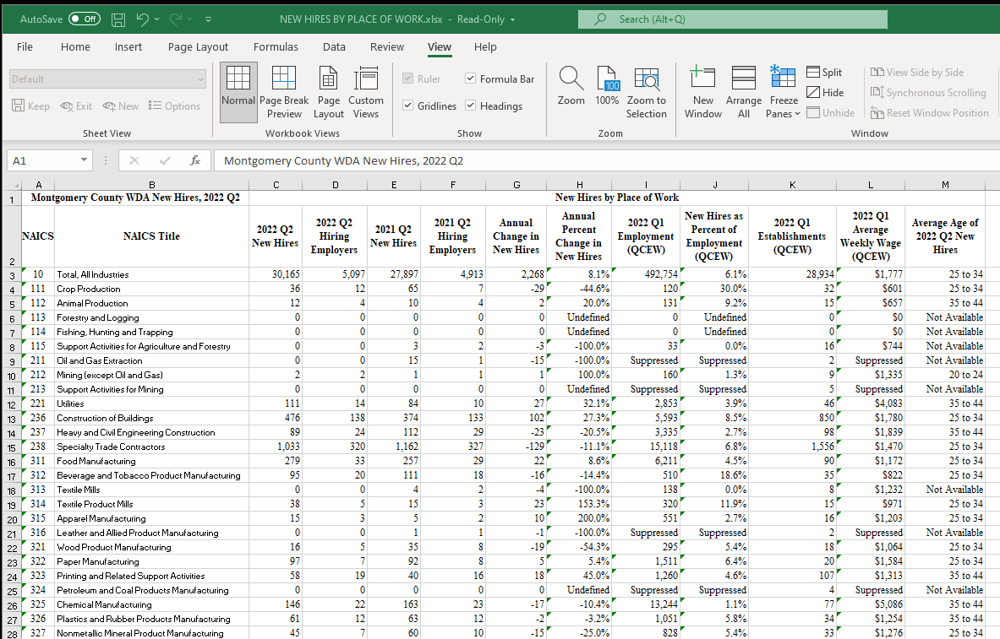 AutoSave Off NEW HIRES BY PLACE OF WORK.xlsx - Read-Only Search (Alt+Q)
File Home Insert Page Layout Formulas Data Review View Help
Default
Keep Exit New Options
Sheet View
Normal Page Break Preview Page Layout Custom Views
Workbook Views
Ruler Formula Bar
Gridlines Headings
Show
Zoom 100% Zoom to Selection
100
Zoom
New Window Arrange All Freeze Panes
Split View Side by Side
Hide Synchronous Scrolling
Unhide Reset Window Position
Window
A1 fx Montgomery County WDA New Hires, 2022 Q2
A B C D E F G H I J K L M
1 Montgomery County WDA New Hires, 2022 Q2 New Hires by Place of Work
2 NAICS NAICS Title 2022 Q2 New Hires 2022 Q2 Hiring Employers 2021 Q2 New Hires 2021 Q2 Hiring Employers Annual Change in New Hires Annual Percent Change in New Hires 2022 Q1 Employment (QCEW) New Hires as Percent of Employment (QCEW) 2022 Q1 Establishments (QCEW) 2022 Q1 Average Weekly Wage (QCEW) Average Age of 2022 Q2 New Hires
3 10 Total, All Industries 30,165 5,097 27,897 4,913 2,268 8.1% 492,754 6.1% 28,934 $1,777 25 to 34
4 111 Crop Production 36 12 65 7 -29 -44.6% 120 30.0% 32 $601 25 to 34
5 112 Animal Production 12 4 10 4 2 20.0% 131 9.2% 15 $657 35 to 44
6 113 Forestry and Logging 0 0 0 0 0 Undefined 0 Undefined 0 $0 Not Available
7 114 Fishing, Hunting and Trapping 0 0 0 0 0 Undefined 0 Undefined 0 $0 Not Available
8 115 Support Activities for Agriculture and Forestry 0 0 3 2 -3 -100.0% 33 0.0% 16 $744 Not Available
9 211 Oil and Gas Extraction 0 0 15 1 -15 -100.0% Suppressed Suppressed 2 Suppressed Not Available
10 212 Mining (except Oil and Gas) 2 2 1 1 1 100.0% 160 1.3% 9 $1,335 20 to 24
11 213 Support Activities for Mining 0 0 0 0 0 Undefined Suppressed Suppressed 5 Suppressed Not Available
12 221 Utilities 111 14 84 10 27 32.1% 2,853 3.9% 46 $4,083 35 to 44
13 236 Construction of Buildings 476 138 374 133 102 27.3% 5,593 8.5% 850 $1,780 25 to 34
14 237 Heavy and Civil Engineering Construction 89 24 112 29 -23 -20.5% 3,335 2.7% 98 $1,839 35 to 44
15 238 Specialty Trade Contractors 1,033 320 1,162 327 -129 -11.1% 15,118 6.8% 1,556 $1,470 25 to 34
16 311 Food Manufacturing 279 33 257 29 22 8.6% 6,211 4.5% 90 $1,172 25 to 34
17 312 Beverage and Tobacco Product Manufacturing 95 20 111 18 -16 -14.4% 510 18.6% 35 $822 25 to 34
18 313 Textile Mills 0 0 4 2 -4 -100.0% 138 0.0% 8 $1,232 Not Available
19 314 Textile Product Mills 38 5 15 3 23 153.3% 320 11.9% 15 $971 25 to 34
20 315 Apparel Manufacturing 15 3 5 2 10 200.0% 551 2.7% 16 $1,203 25 to 34
21 316 Leather and Allied Product Manufacturing 0 0 1 1 -1 -100.0% Suppressed Suppressed 2 Suppressed Not Available
22 321 Wood Product Manufacturing 16 5 35 8 -19 -54.3% 295 5.4% 18 $1,064 25 to 34
23 322 Paper Manufacturing 97 7 92 8 5 5.4% 1,511 6.4% 20 $1,584 25 to 34
24 323 Printing and Related Support Activities 58 19 40 16 18 45.0% 1,260 4.6% 107 $1,313 35 to 44
25 324 Petroleum and Coal Products Manufacturing 0 0 0 0 0 Undefined Suppressed Suppressed 4 Suppressed Not Available
26 325 Chemical Manufacturing 146 22 163 23 -17 -10.4% 13,244 1.1% 77 $5,086 35 to 44
27 326 Plastics and Rubber Products Manufacturing 61 12 63 12 -2 -3.2% 1,051 5.8% 34 $1,254 35 to 44
28 327 Nonmetallic Mineral Product Manufacturing 45 7 60 10 -15 -25.0% 828 5.4% 33 $1,276 25 to 34